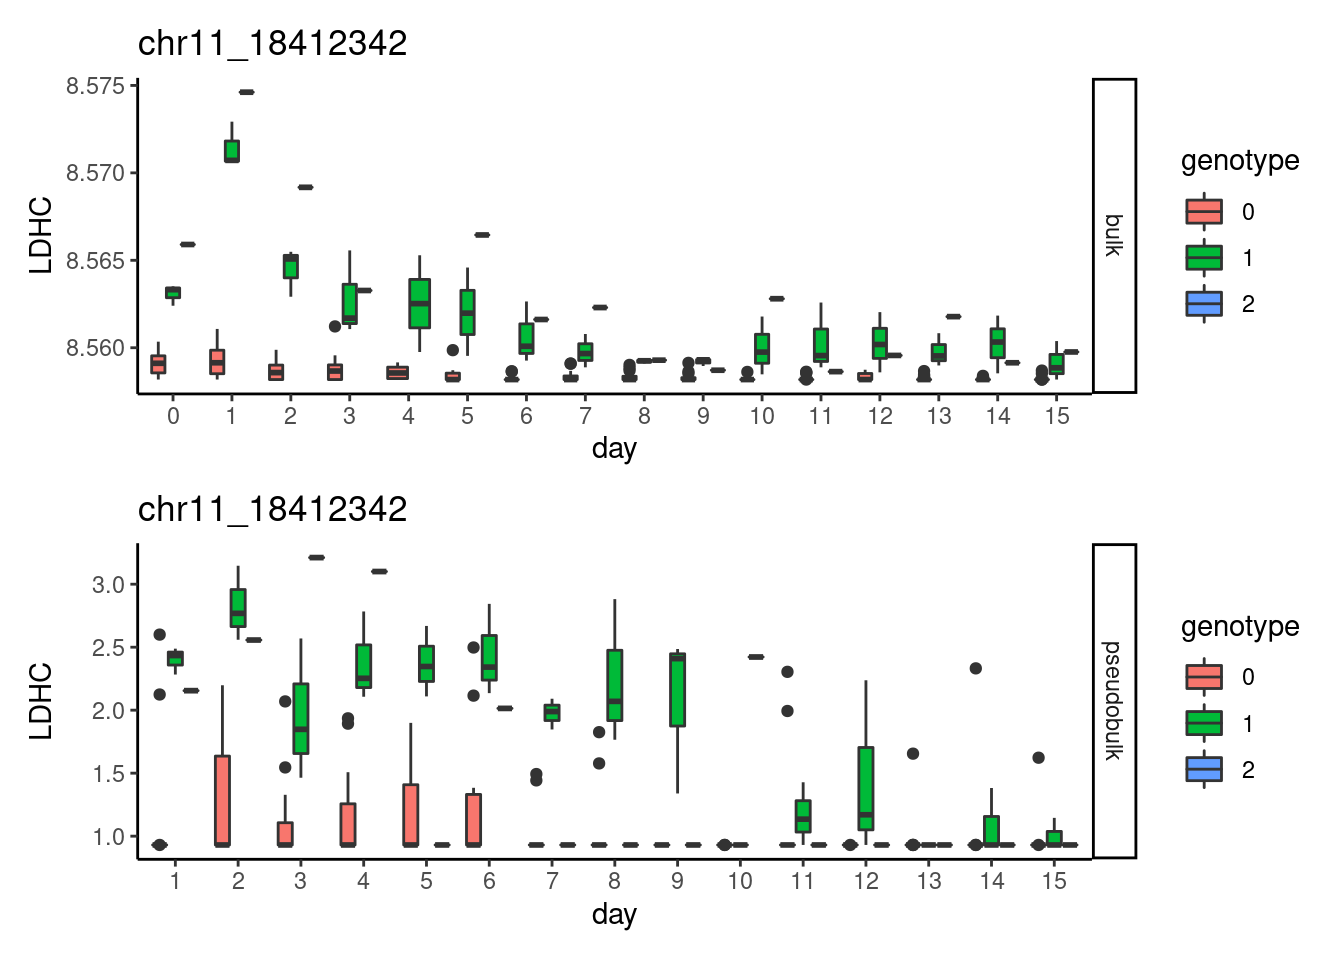 chr11_18412342
LDHC
8.575
8.570
8.565
8.560
0 1 2 3 4 5 6 7 8 9 10 11 12 13 14 15
day
bulk
genotype
0
1
2
chr11_18412342
LDHC
3.0
2.5
2.0
1.5
1.0
1 2 3 4 5 6 7 8 9 10 11 12 13 14 15
day
pseudobulk
genotype
0
1
2